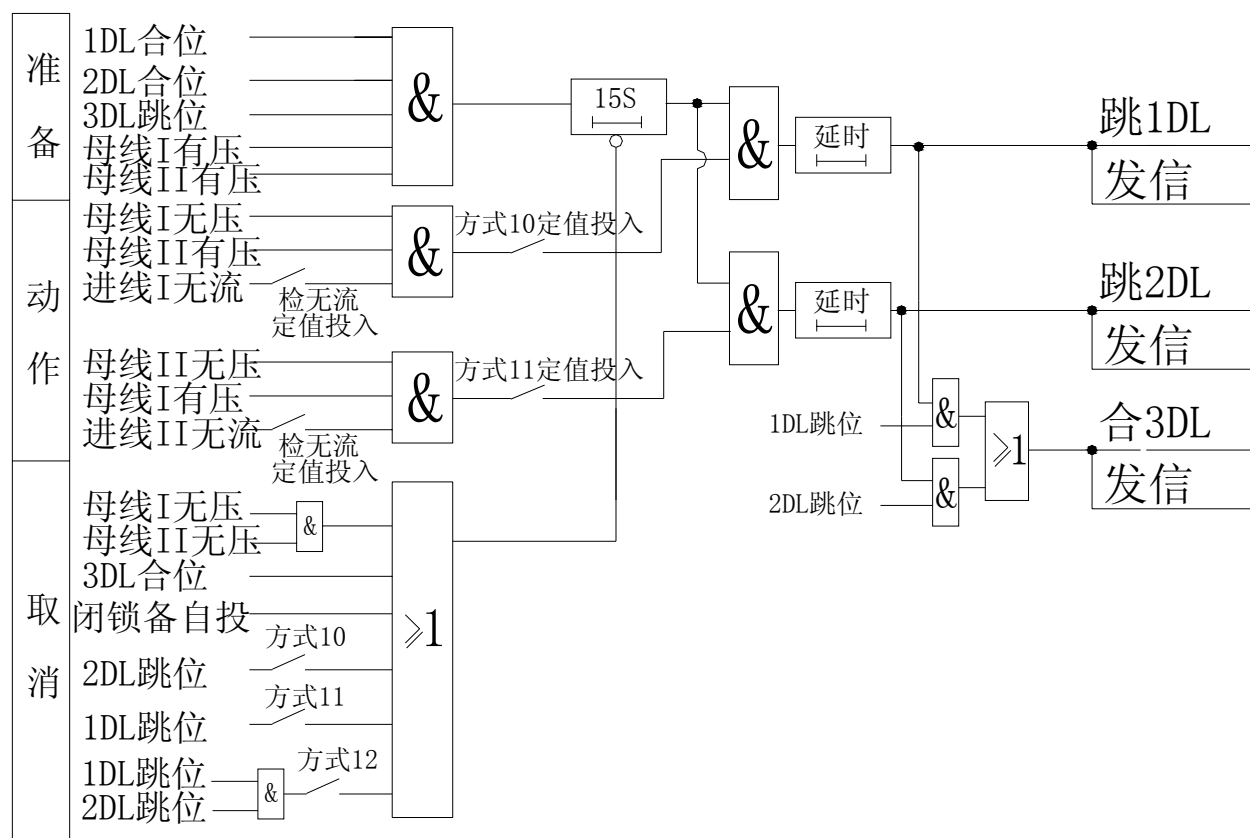 准备
1DL合位
2DL合位
3DL跳位
母线I有压
母线II有压
&
15S
&
延时
跳1DL
发信
动作
母线I无压
母线II有压
进线I无流
检无流
定值投入
&
方式10定值投入
&
延时
跳2DL
发信
母线II无压
母线I有压
进线II无流
检无流
定值投入
&
方式11定值投入
1DL跳位
&
2DL跳位
&
≥1
合3DL
发信
取消
母线I无压
母线II无压
&
3DL合位
闭锁备自投
方式10
2DL跳位
方式11
1DL跳位
方式12
1DL跳位
2DL跳位
&
≥1